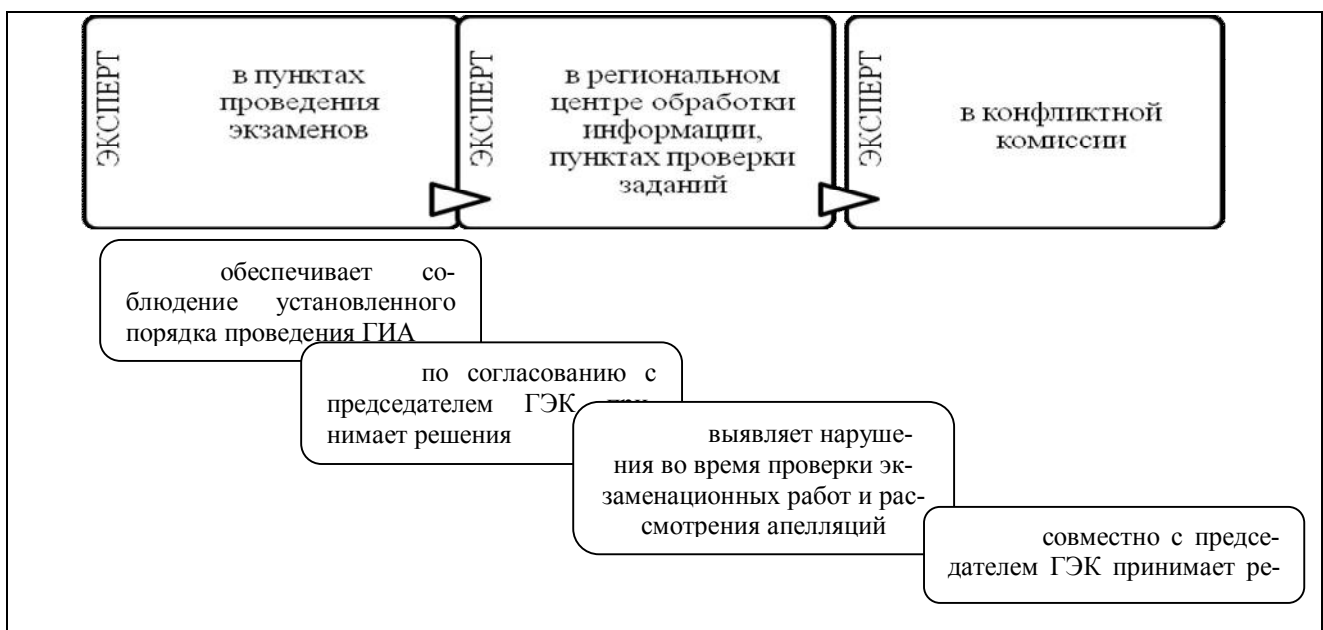 ЭКСПЕРТ
в пунктах
проведения
экзаменов
ЭКСПЕРТ
в региональном
центре обработки
информации,
пунктах проверки
заданий
ЭКСПЕРТ
в конфликтной
комиссии
обеспечивает со-
блюдение установленного
порядка проведения ГИА
по согласованию с
председателем ГЭК
нимает решения
выявляет наруше-
ния во время проверки эк-
заменационных работ и рас-
смотрения апелляций
совместно с предсе-
дателем ГЭК принимает ре-